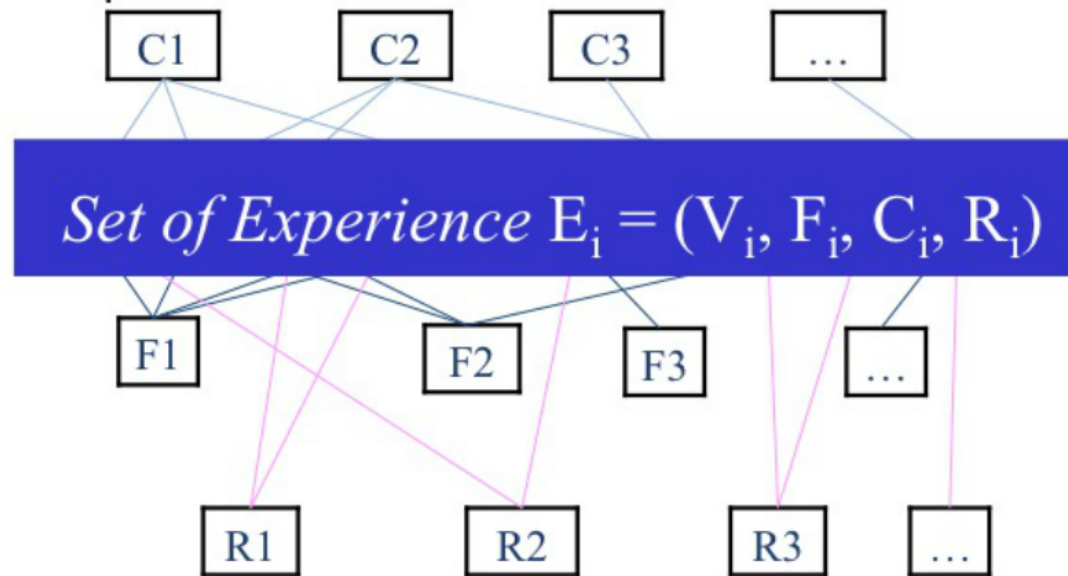 C1 C2 C3 ...
Set of Experience Eᵢ = (Vᵢ, Fᵢ, Cᵢ, Rᵢ)
F1 F2 F3 ...
R1 R2 R3 ...